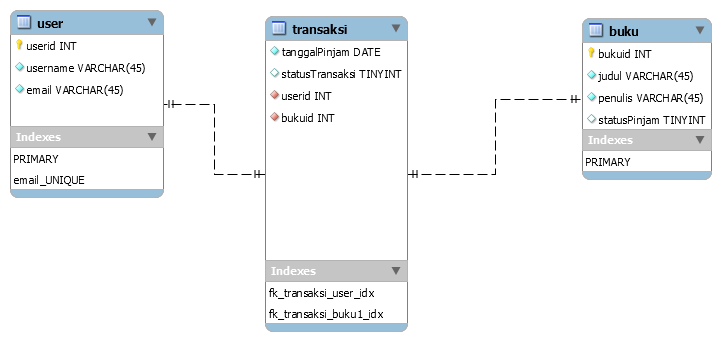 user
userid INT
username VARCHAR(45)
email VARCHAR(45)
Indexes
PRIMARY
email_UNIQUE
transaksi
tanggalPinjam DATE
statusTransaksi TINYINT
userid INT
bukuid INT
Indexes
fk_transaksi_user_idx
fk_transaksi_buku1_idx
buku
bukuid INT
judul VARCHAR(45)
penulis VARCHAR(45)
statusPinjam TINYINT
Indexes
PRIMARY